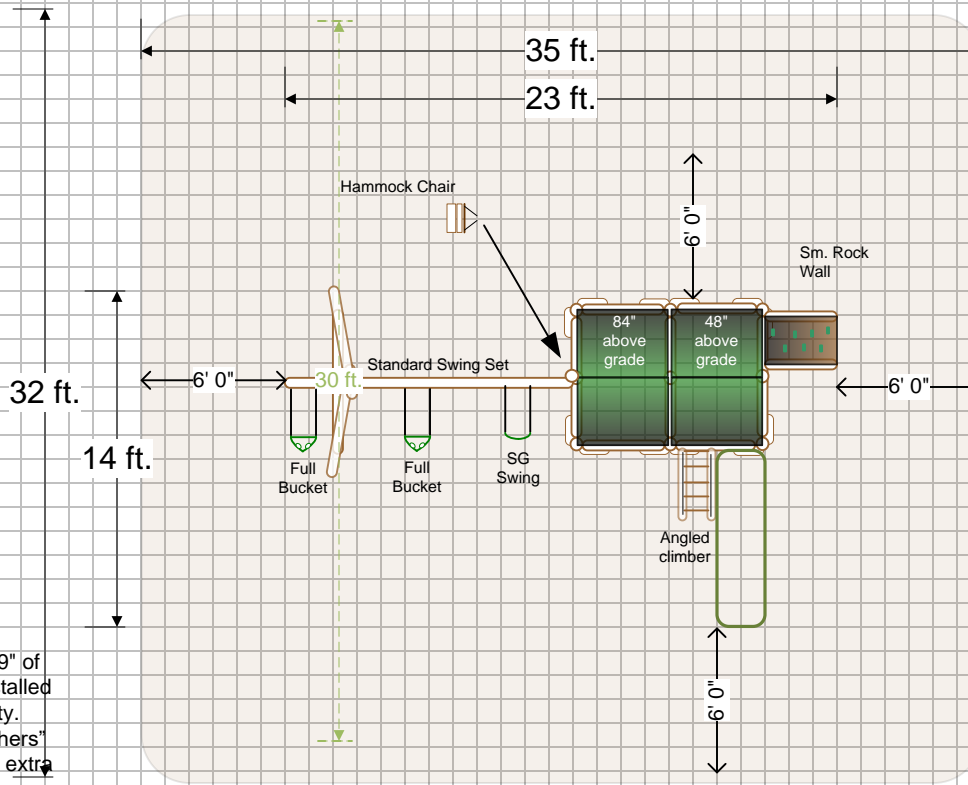 35 ft.
23 ft.
Hammock Chair
6' 0"
Sm. Rock
Wall
84"
above
grade
48"
above
grade
Standard Swing Set
32 ft.
6' 0"
30 ft.
6' 0"
14 ft.
Full
Bucket
Full
Bucket
SG
Swing
Angled
climber
9" of
talled
ty.
hers”
extra
6' 0"